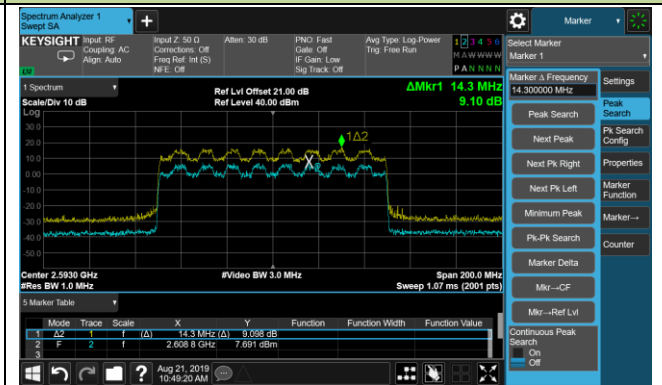 Spectrum Analyzer 1
Swept SA
+
Marker
KEYSIGHT
Input: RF
Coupling: AC
Align: Auto
Input Z: 50 Ω
Corrections: Off
Freq Ref: Int (S)
NFE: Off
Atten: 30 dB
PNO: Fast
Gate: Off
IF Gain: Low
Sig Track: Off
Avg Type: Log-Power
Trig: Free Run
1 2 3 4 5 6
M A W W W W
P A N N N N
Select Marker
Marker 1
1 Spectrum
Scale/Div 10 dB
Log
Ref Lvl Offset 21.00 dB
Ref Level 40.00 dBm
ΔMkr1 14.3 MHz
9.10 dB
30.0
20.0
10.0
0.00
-10.0
-20.0
-30.0
-40.0
-50.0
1Δ2
Center 2.5930 GHz
#Res BW 1.0 MHz
#Video BW 3.0 MHz
Span 200.0 MHz
Sweep 1.07 ms (2001 pts)
5 Marker Table
Mode Trace Scale X Y Function Function Width Function Value
1 Δ2 1 f (Δ) 14.3 MHz (Δ) 9.098 dB
2 F 2 f 2.608 8 GHz 7.691 dBm
3
Aug 21, 2019
10:49:20 AM
Marker Δ Frequency
14.300000 MHz
Peak Search
Next Peak
Next Pk Right
Next Pk Left
Minimum Peak
Pk-Pk Search
Marker Delta
Mkr→CF
Mkr→Ref Lvl
Continuous Peak
Search
On
Off
Settings
Peak
Search
Pk Search
Config
Properties
Marker
Function
Marker→
Counter